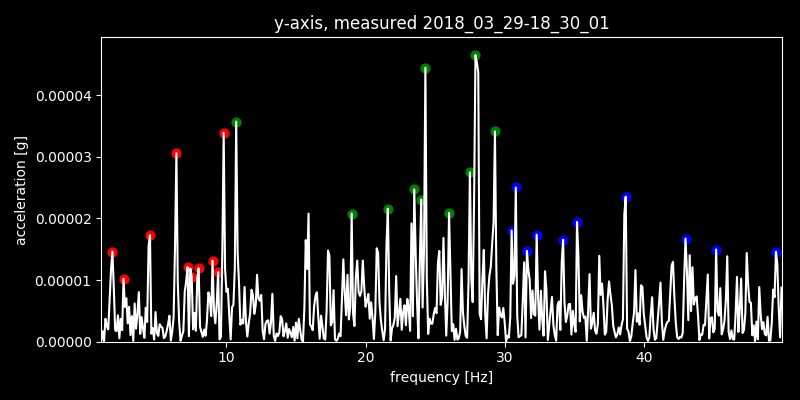 y-axis, measured 2018_03_29-18_30_01
acceleration [g]
0.00004
0.00003
0.00002
0.00001
0.00000
10 20 30 40
frequency [Hz]